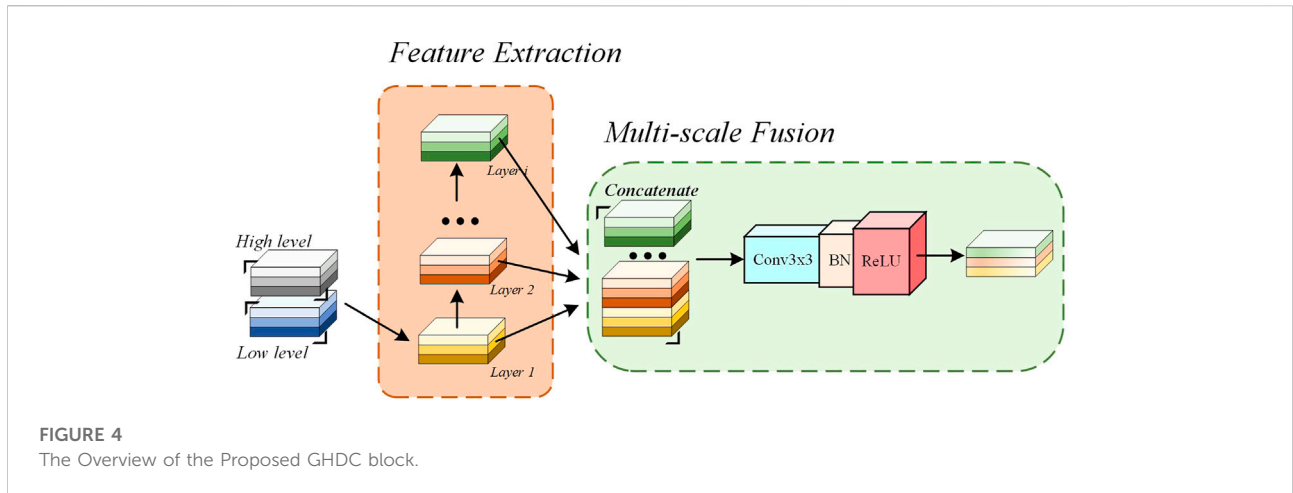 Feature Extraction
Multi-scale Fusion
Layer i
Concatenate
High level
Layer 2
Conv3x3
BN
ReLU
Low level
Layer 1
FIGURE 4
The Overview of the Proposed GHDC block.